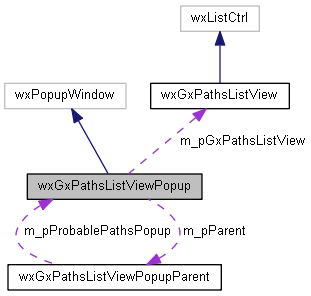 wxListCtrl
wxPopupWindow
wxGxPathsListView
m_pGxPathsListView
wxGxPathsListViewPopup
m_pProbablePathsPopup
m_pParent
wxGxPathsListViewPopupParent